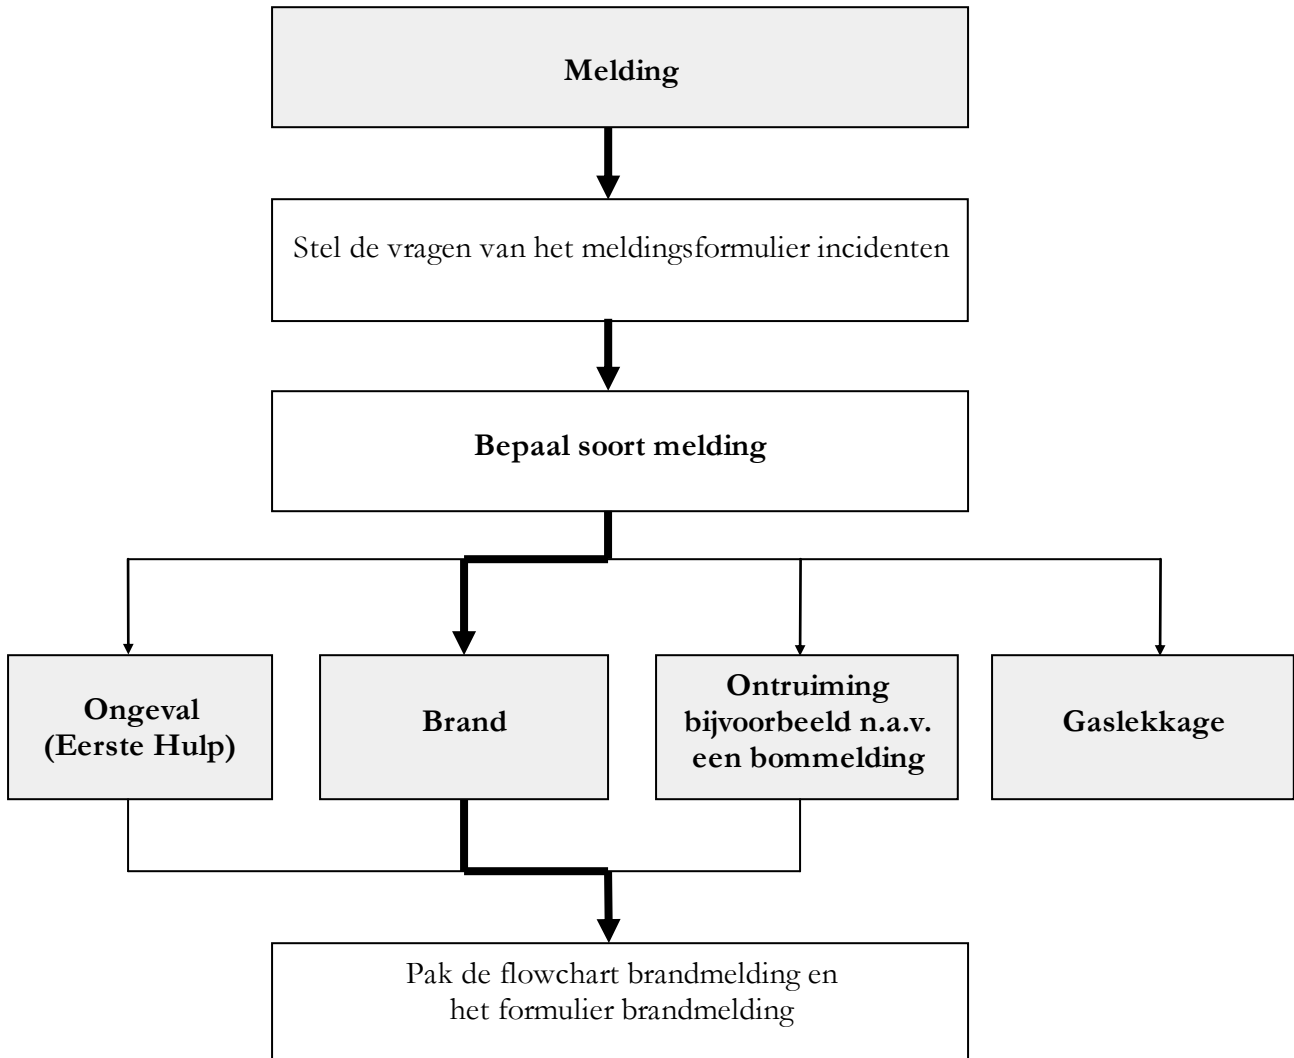 Melding
Stel de vragen van het meldingsformulier incidenten
Bepaal soort melding
Ongeval
(Eerste Hulp)
Brand
Ontruiming
bijvoorbeeld n.a.v.
een bommelding
Gaslekkage
Pak de flowchart brandmelding en
het formulier brandmelding